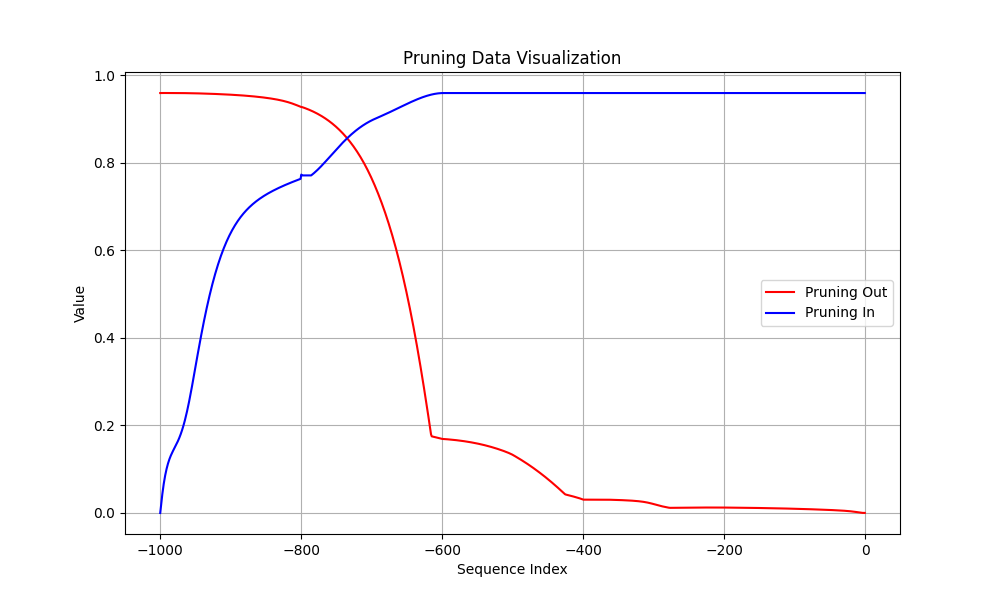 Pruning Data Visualization
1.0
0.8
0.6
0.4
0.2
0.0
Value
Pruning Out
Pruning In
−1000 −800 −600 −400 −200 0
Sequence Index